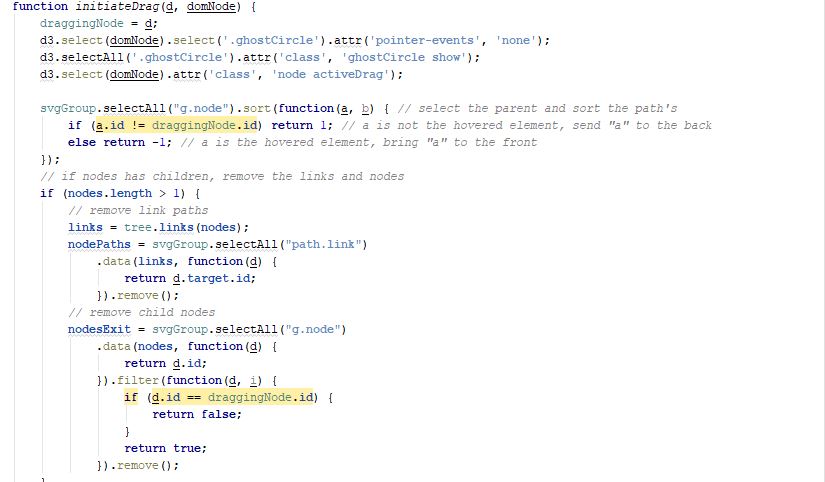 function initiateDrag(d, domNode) {
    draggingNode = d;
    d3.select(domNode).select('.ghostCircle').attr('pointer-events', 'none');
    d3.selectAll('.ghostCircle').attr('class', 'ghostCircle show');
    d3.select(domNode).attr('class', 'node activeDrag');

    svgGroup.selectAll("g.node").sort(function(a, b) { // select the parent and sort the path's
        if (a.id != draggingNode.id) return 1; // a is not the hovered element, send "a" to the back
        else return -1; // a is the hovered element, bring "a" to the front
    });
    // if nodes has children, remove the links and nodes
    if (nodes.length > 1) {
        // remove link paths
        links = tree.links(nodes);
        nodePaths = svgGroup.selectAll("path.link")
            .data(links, function(d) {
                return d.target.id;
            }).remove();
        // remove child nodes
        nodesExit = svgGroup.selectAll("g.node")
            .data(nodes, function(d) {
                return d.id;
            }).filter(function(d, i) {
                if (d.id == draggingNode.id) {
                    return false;
                }
                return true;
            }).remove();